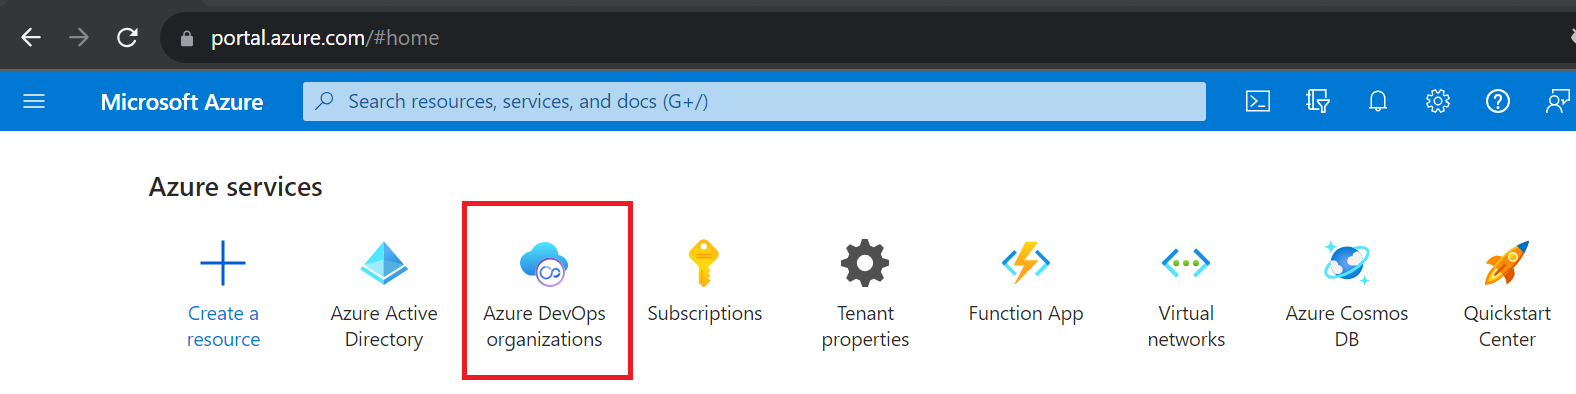 portal.azure.com/#home
Microsoft Azure
Search resources, services, and docs (G+/)
Azure services
Create a
resource
Azure Active
Directory
Azure DevOps
organizations
Subscriptions
Tenant
properties
Function App
Virtual
networks
Azure Cosmos
DB
Quickstart
Center